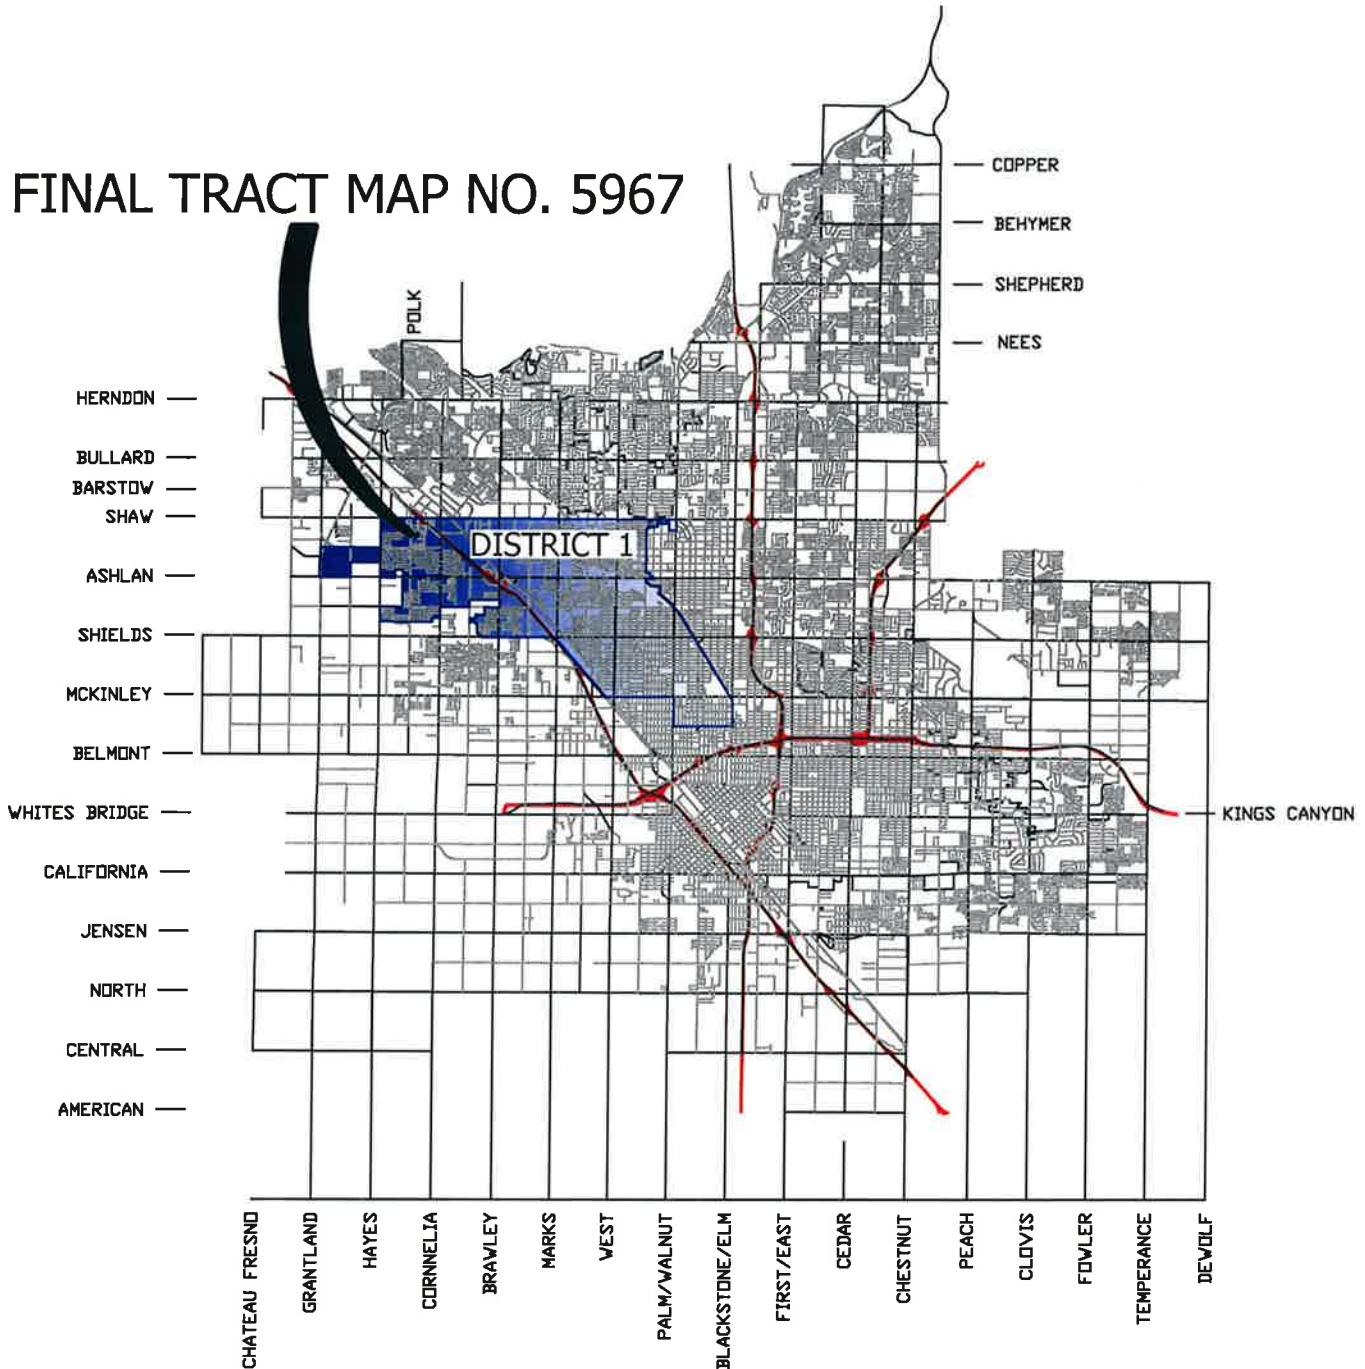 FINAL TRACT MAP NO. 5967
COPPER
BEHYMER
SHEPHERD
NEES
POLK
HERNDON
BULLARD
BARSTOW
SHAW
DISTRICT 1
ASHLAN
SHIELDS
MCKINLEY
BELMONT
WHITES BRIDGE
KINGS CANYON
CALIFORNIA
JENSEN
NORTH
CENTRAL
AMERICAN
CHATEAU FRESNO
GRANTLAND
HAYES
CORNNELIA
BRAWLEY
MARKS
WEST
PALM/WALNUT
BLACKSTONE/ELM
FIRST/EAST
CEDAR
CHESTNUT
PEACH
CLOVIS
FOWLER
TEMPERANCE
DEWOLF